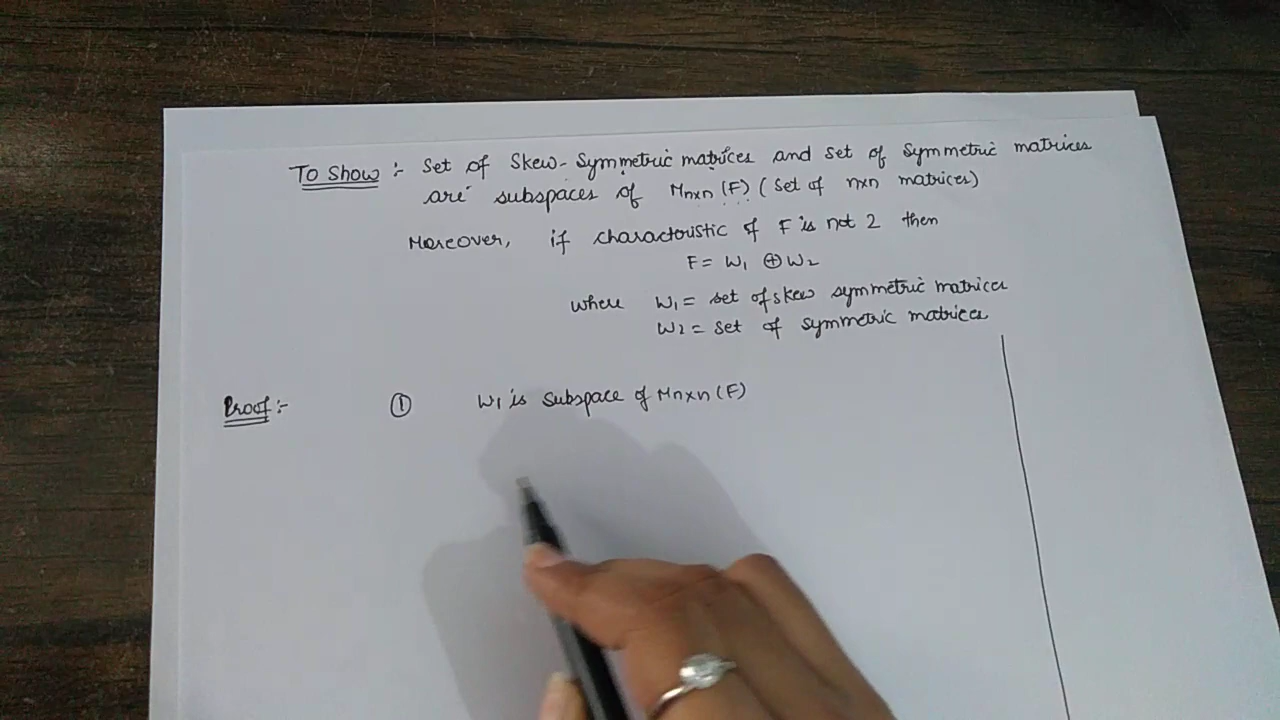 To Show :- Set of Skew-Symmetric matrices and set of Symmetric matrices
are subspaces of Mnxn (F) ( set of nxn matrices)
Moreover, if charactoristic of F is not 2 then
F = W1 ⊕ W2
where W1 = set of skew symmetric matrices
W2 = set of symmetric matrices
Proof :- ① W1 is subspace of Mnxn (F)